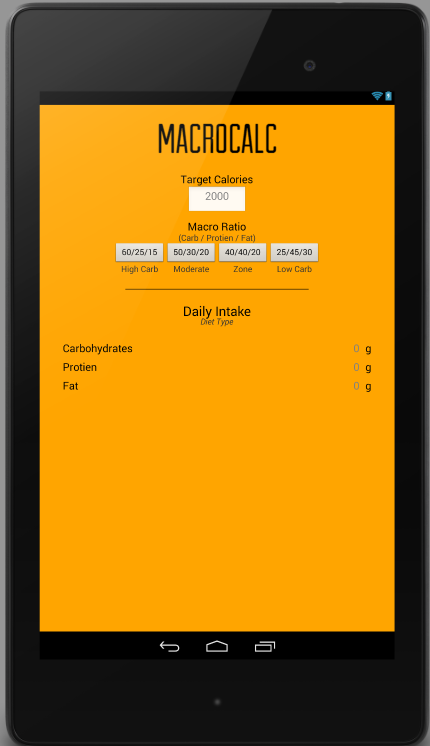 MACROCALC
Target Calories
2000
Macro Ratio
(Carb / Protien / Fat)
60/25/15 50/30/20 40/40/20 25/45/30
High Carb Moderate Zone Low Carb
Daily Intake
Diet Type
Carbohydrates 0 g
Protien 0 g
Fat 0 g